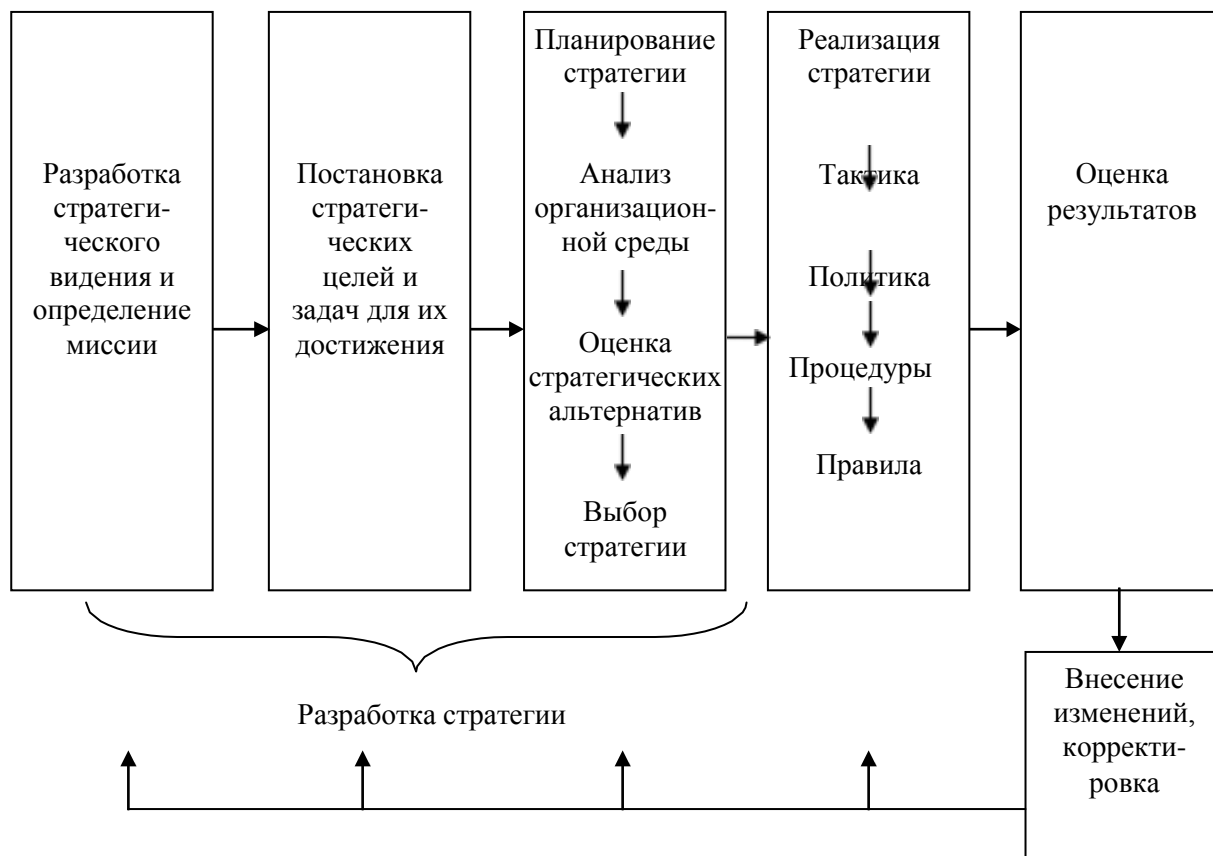 Разработка
стратеги-
ческого
видения и
определение
миссии
Постановка
стратеги-
ческих
целей и
задач для их
достижения
Планирование
стратегии
Анализ
организацион-
ной среды
Оценка
стратегических
альтернатив
Выбор
стратегии
Реализация
стратегии
Тактика
Политика
Процедуры
Правила
Оценка
результатов
Разработка стратегии
Внесение
изменений,
корректи-
ровка